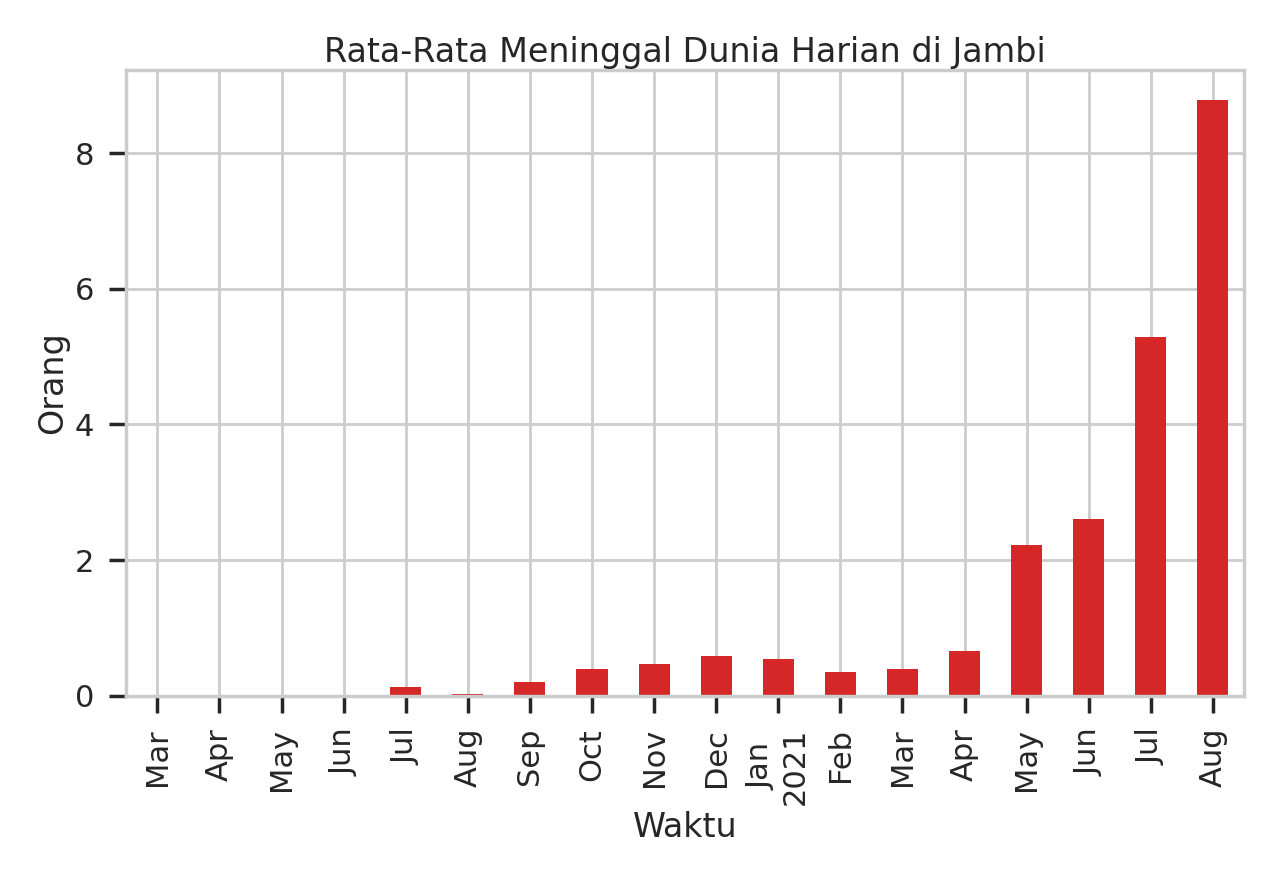 Rata-Rata Meninggal Dunia Harian di Jambi
Orang
8
6
4
2
0
Mar
Apr
May
Jun
Jul
Aug
Sep
Oct
Nov
Dec
Jan
2021
Feb
Mar
Apr
May
Jun
Jul
Aug
Waktu